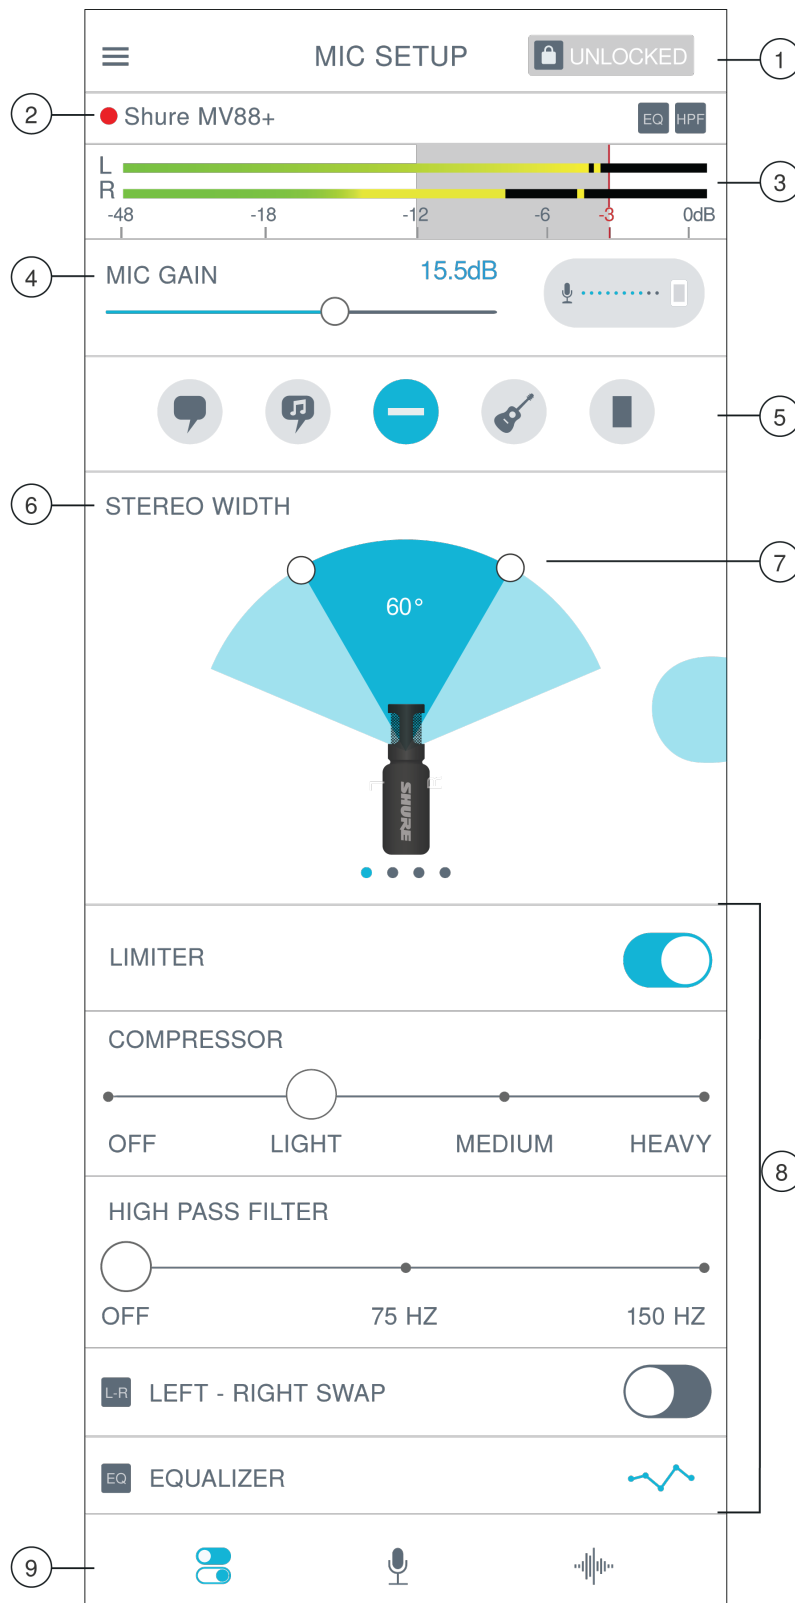 MIC SETUP
UNLOCKED
1
2
Shure MV88+
EQ
HPF
L
R
3
-48
-18
-12
-6
-3
0dB
4
MIC GAIN
15.5dB
5
6
STEREO WIDTH
7
60°
SHURE
LIMITER
COMPRESSOR
OFF
LIGHT
MEDIUM
HEAVY
8
HIGH PASS FILTER
OFF
75 HZ
150 HZ
L-R
LEFT - RIGHT SWAP
EQ
EQUALIZER
9